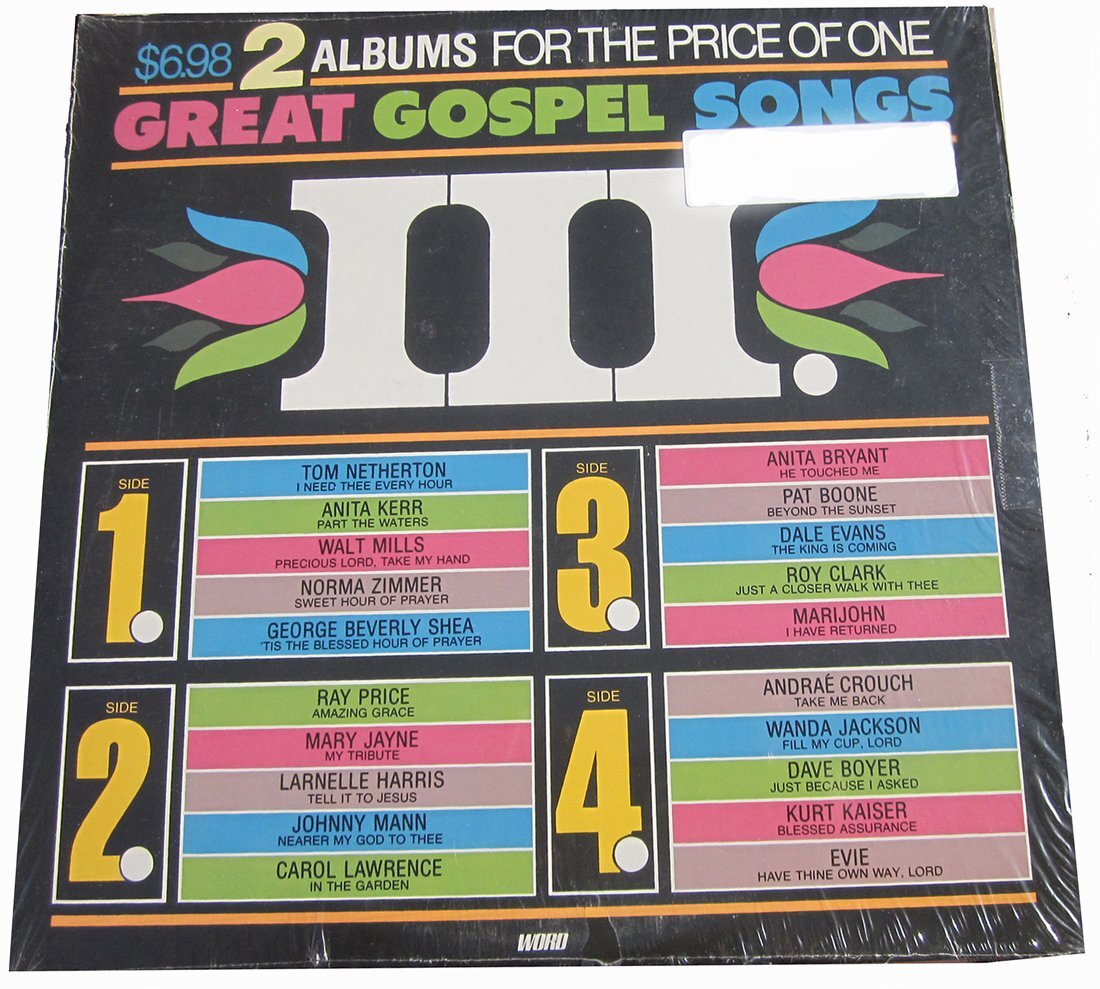 $6.98 2 ALBUMS FOR THE PRICE OF ONE
GREAT GOSPEL SONGS
III.
SIDE
1.
TOM NETHERTON
I NEED THEE EVERY HOUR
ANITA KERR
PART THE WATERS
WALT MILLS
PRECIOUS LORD, TAKE MY HAND
NORMA ZIMMER
SWEET HOUR OF PRAYER
GEORGE BEVERLY SHEA
'TIS THE BLESSED HOUR OF PRAYER
SIDE
2.
RAY PRICE
AMAZING GRACE
MARY JAYNE
MY TRIBUTE
LARNELLE HARRIS
TELL IT TO JESUS
JOHNNY MANN
NEARER MY GOD TO THEE
CAROL LAWRENCE
IN THE GARDEN
SIDE
3.
ANITA BRYANT
HE TOUCHED ME
PAT BOONE
BEYOND THE SUNSET
DALE EVANS
THE KING IS COMING
ROY CLARK
JUST A CLOSER WALK WITH THEE
MARIJOHN
I HAVE RETURNED
SIDE
4.
ANDRAÉ CROUCH
TAKE ME BACK
WANDA JACKSON
FILL MY CUP, LORD
DAVE BOYER
JUST BECAUSE I ASKED
KURT KAISER
BLESSED ASSURANCE
EVIE
HAVE THINE OWN WAY, LORD
WORD